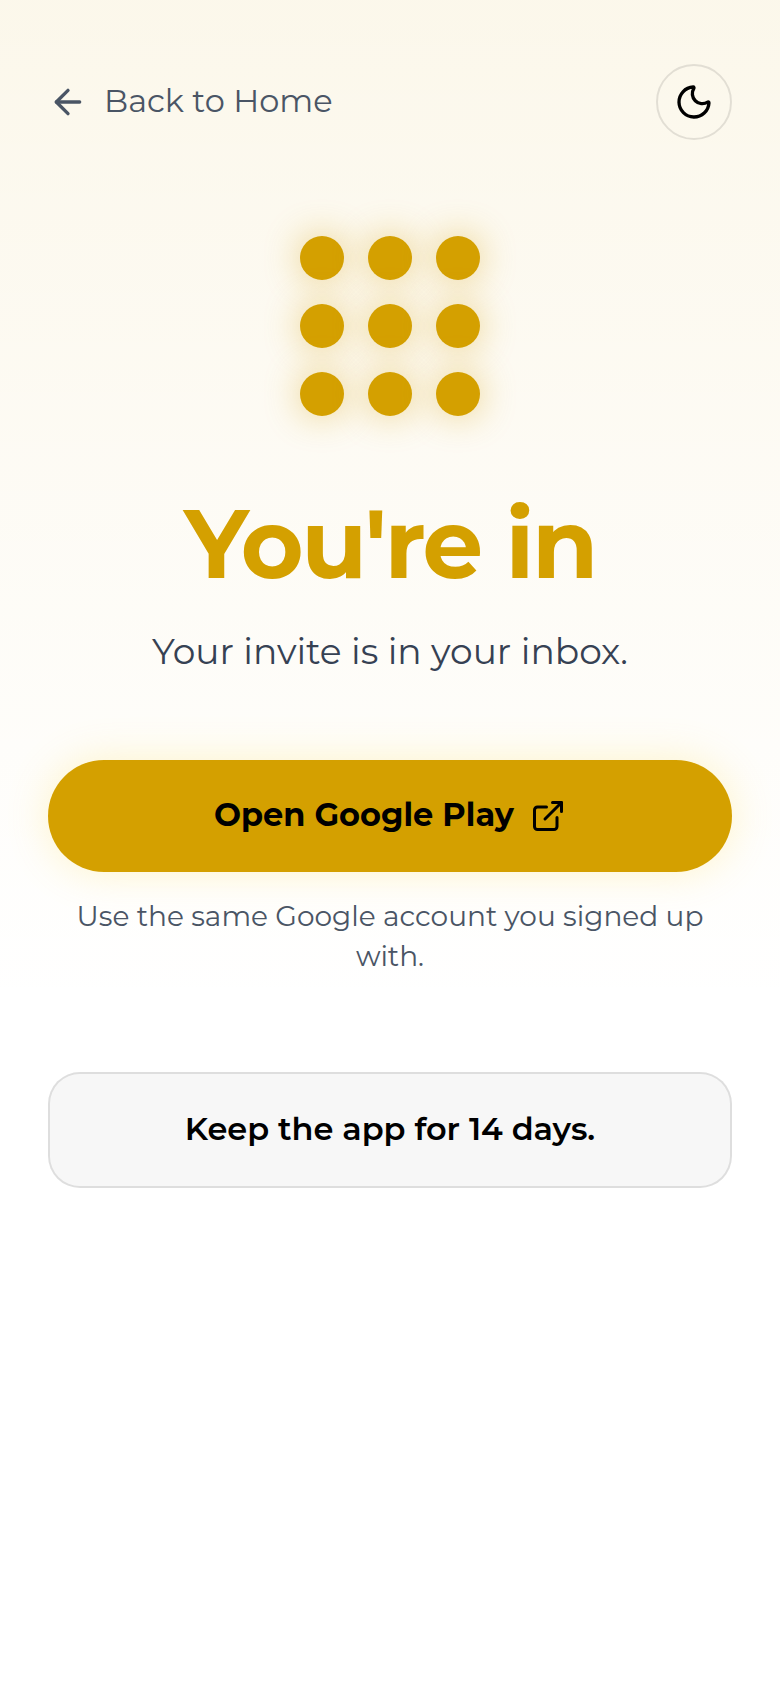 Back to Home
You're in
Your invite is in your inbox.
Open Google Play
Use the same Google account you signed up
with.
Keep the app for 14 days.